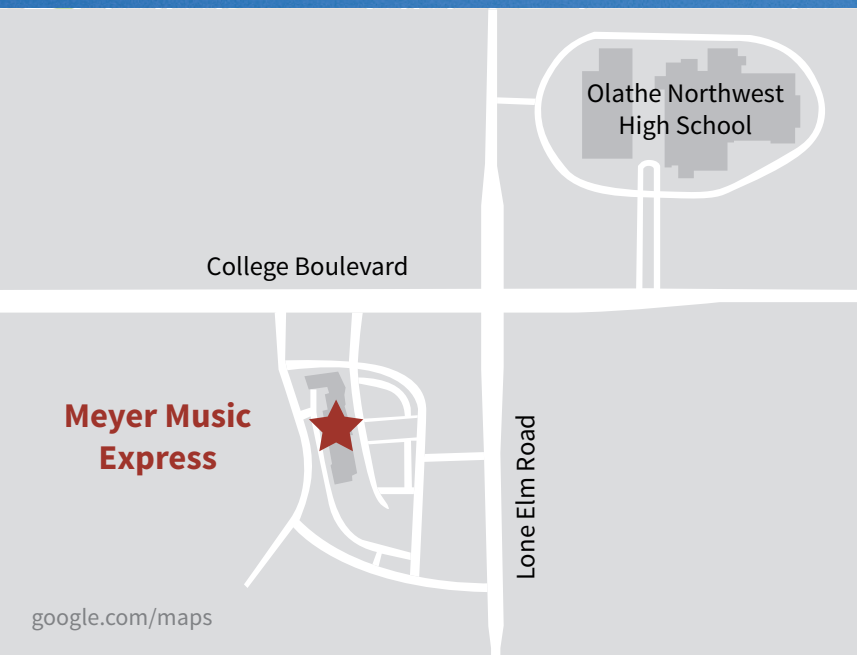 Olathe Northwest
High School
College Boulevard
Meyer Music
Express
Lone Elm Road
google.com/maps